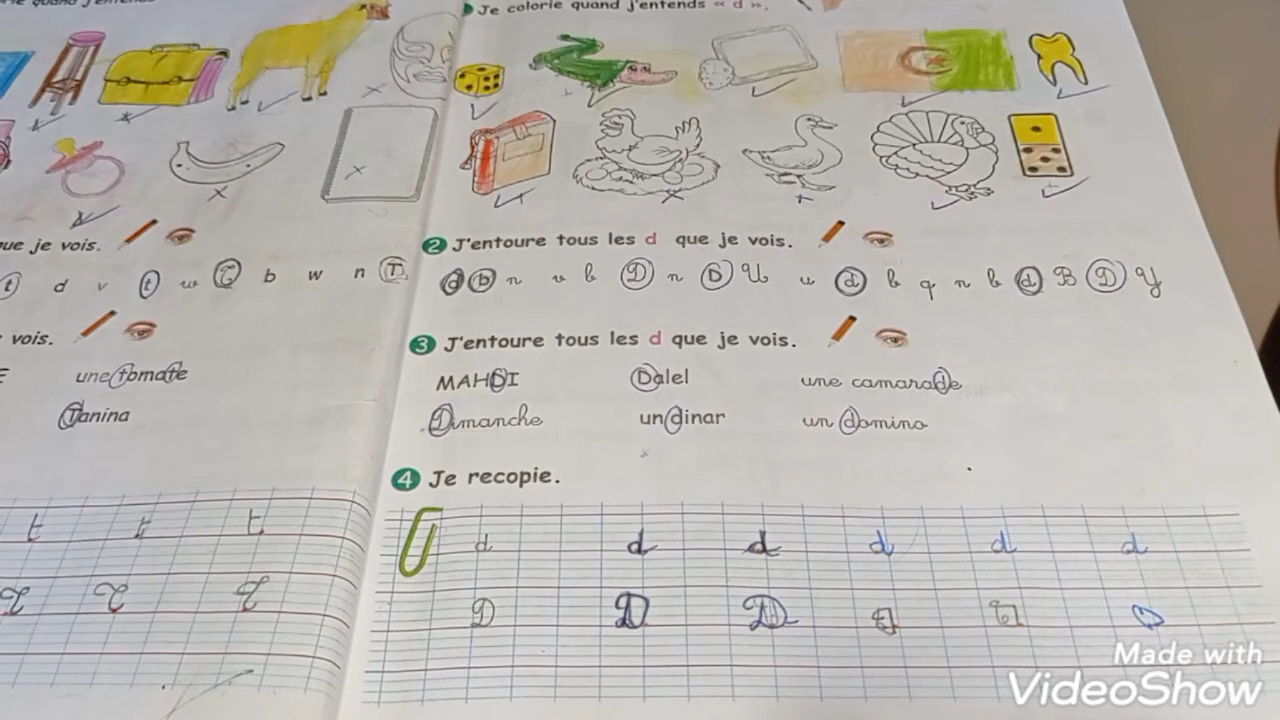 Je colorie quand j'entends « d ».
que je vois.
t d v t w T b w n T
2 J'entoure tous les d que je vois.
d b n v b D n D U u d b q n b d B D Y
vois.
3 J'entoure tous les d que je vois.
une tomate
MAHDI Dalel une camarade
Tanina
Dimanche un dinar un domino
4 Je recopie.
t t t
d d d d d d
T T T
D D D
Made with
VideoShow